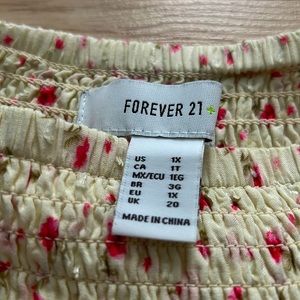 FOREVER 21+
US 1X
CA 1T
MX/ECU 1EG
BR 3G
EU 1X
UK 20
MADE IN CHINA